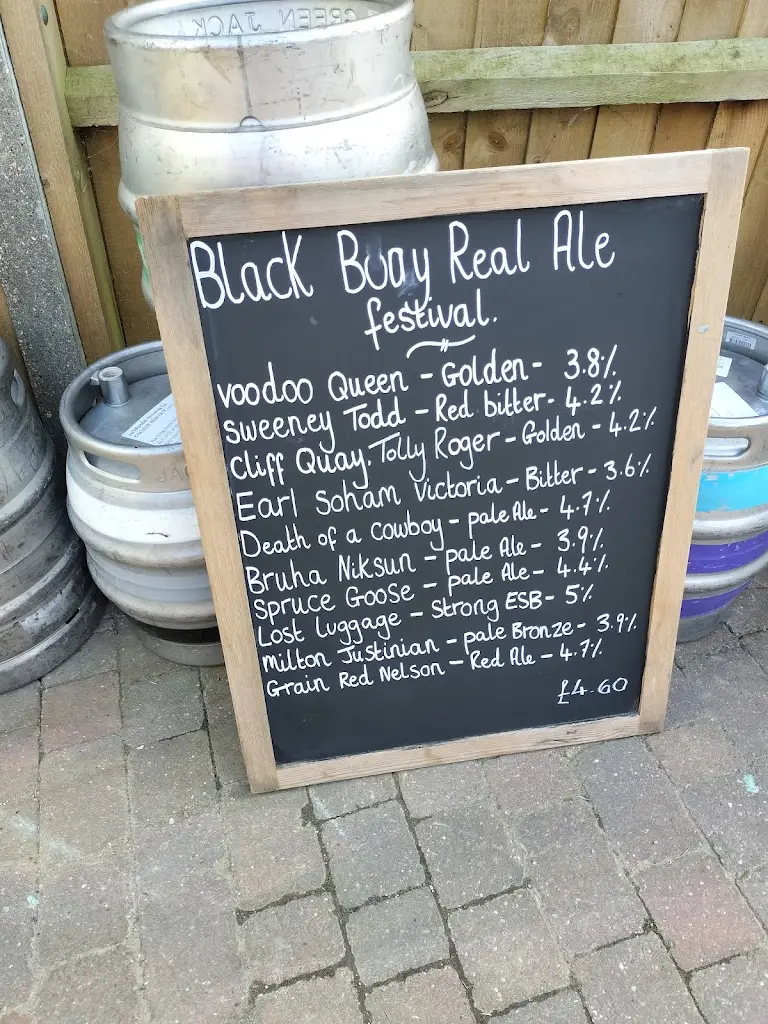 GREEN JACK
Black Buoy Real Ale
festival.
Voodoo Queen - Golden - 3.8%
Sweeney Todd - Red bitter - 4.2%
Cliff Quay. Tolly Roger - Golden - 4.2%
Earl Soham Victoria - Bitter - 3.6%
Death of a Cowboy - pale Ale - 4.7%
Bruha Niksun - pale Ale - 3.9%
Spruce Goose - pale Ale - 4.4%
Lost Luggage - Strong ESB - 5%
Milton Justinian - pale Bronze - 3.9%
Grain Red Nelson - Red Ale - 4.7%
£4.60